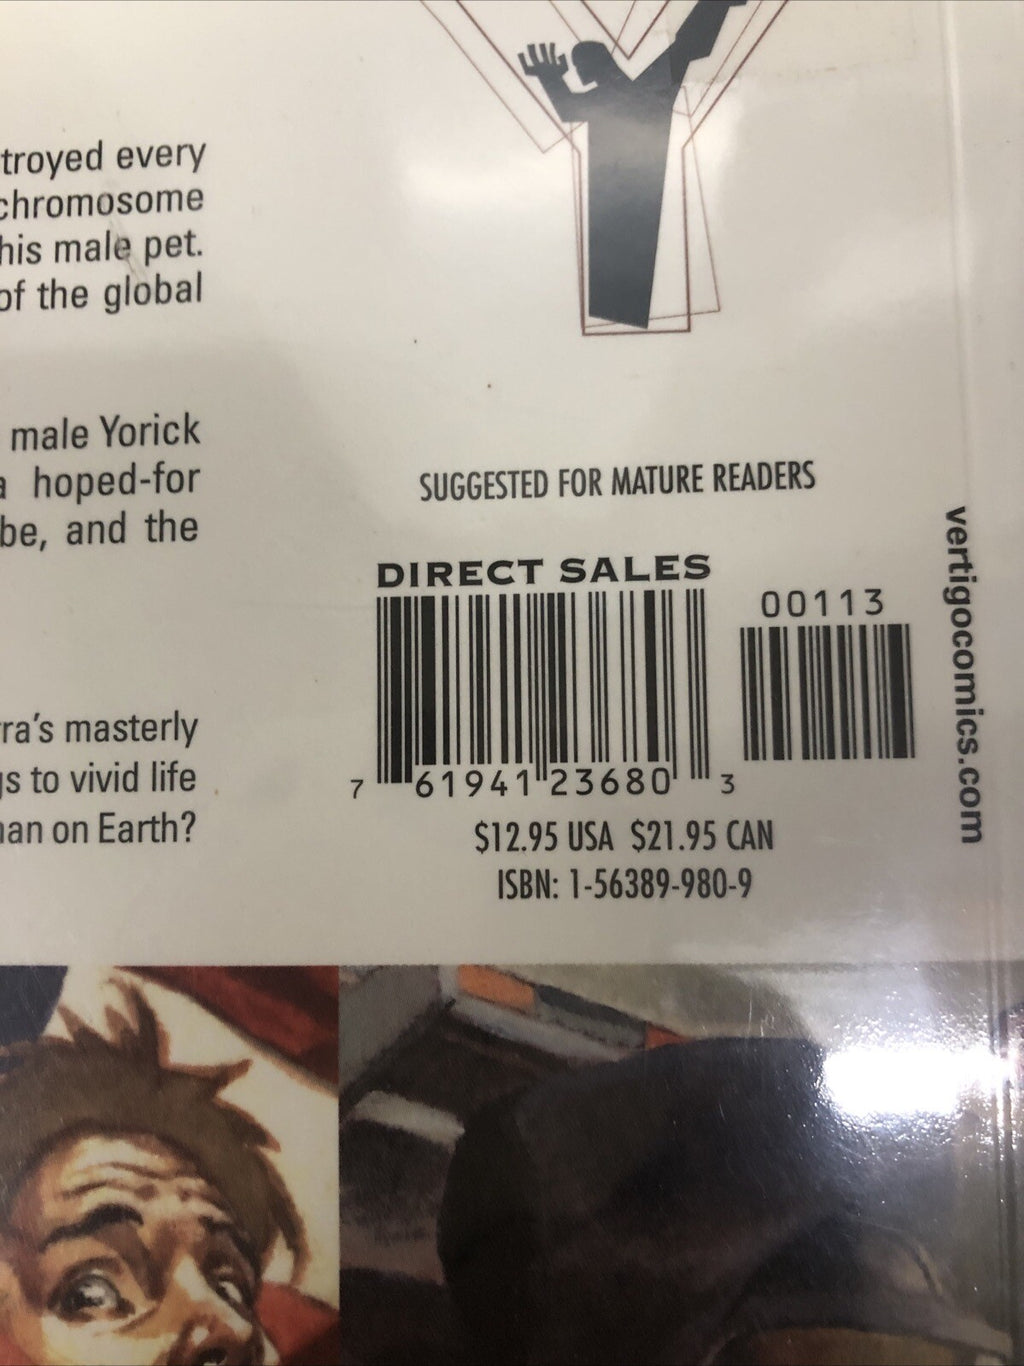 troyed every
chromosome
his male pet.
of the global
male Yorick
a hoped-for
be, and the
ra's masterly
gs to vivid life
nan on Earth?
SUGGESTED FOR MATURE READERS
DIRECT SALES
00113
7 61941 23680 3
$12.95 USA $21.95 CAN
ISBN: 1-56389-980-9
vertigocomics.com